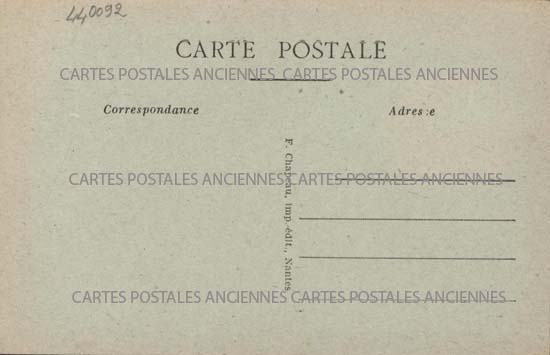 440092
CARTE POSTALE
CARTES POSTALES ANCIENNES CARTES POSTALES ANCIENNES
Correspondance
Adresse
F. Chapeau, imp.-édit., Nantes
CARTES POSTALES ANCIENNES CARTES POSTALES ANCIENNES
CARTES POSTALES ANCIENNES CARTES POSTALES ANCIENNES